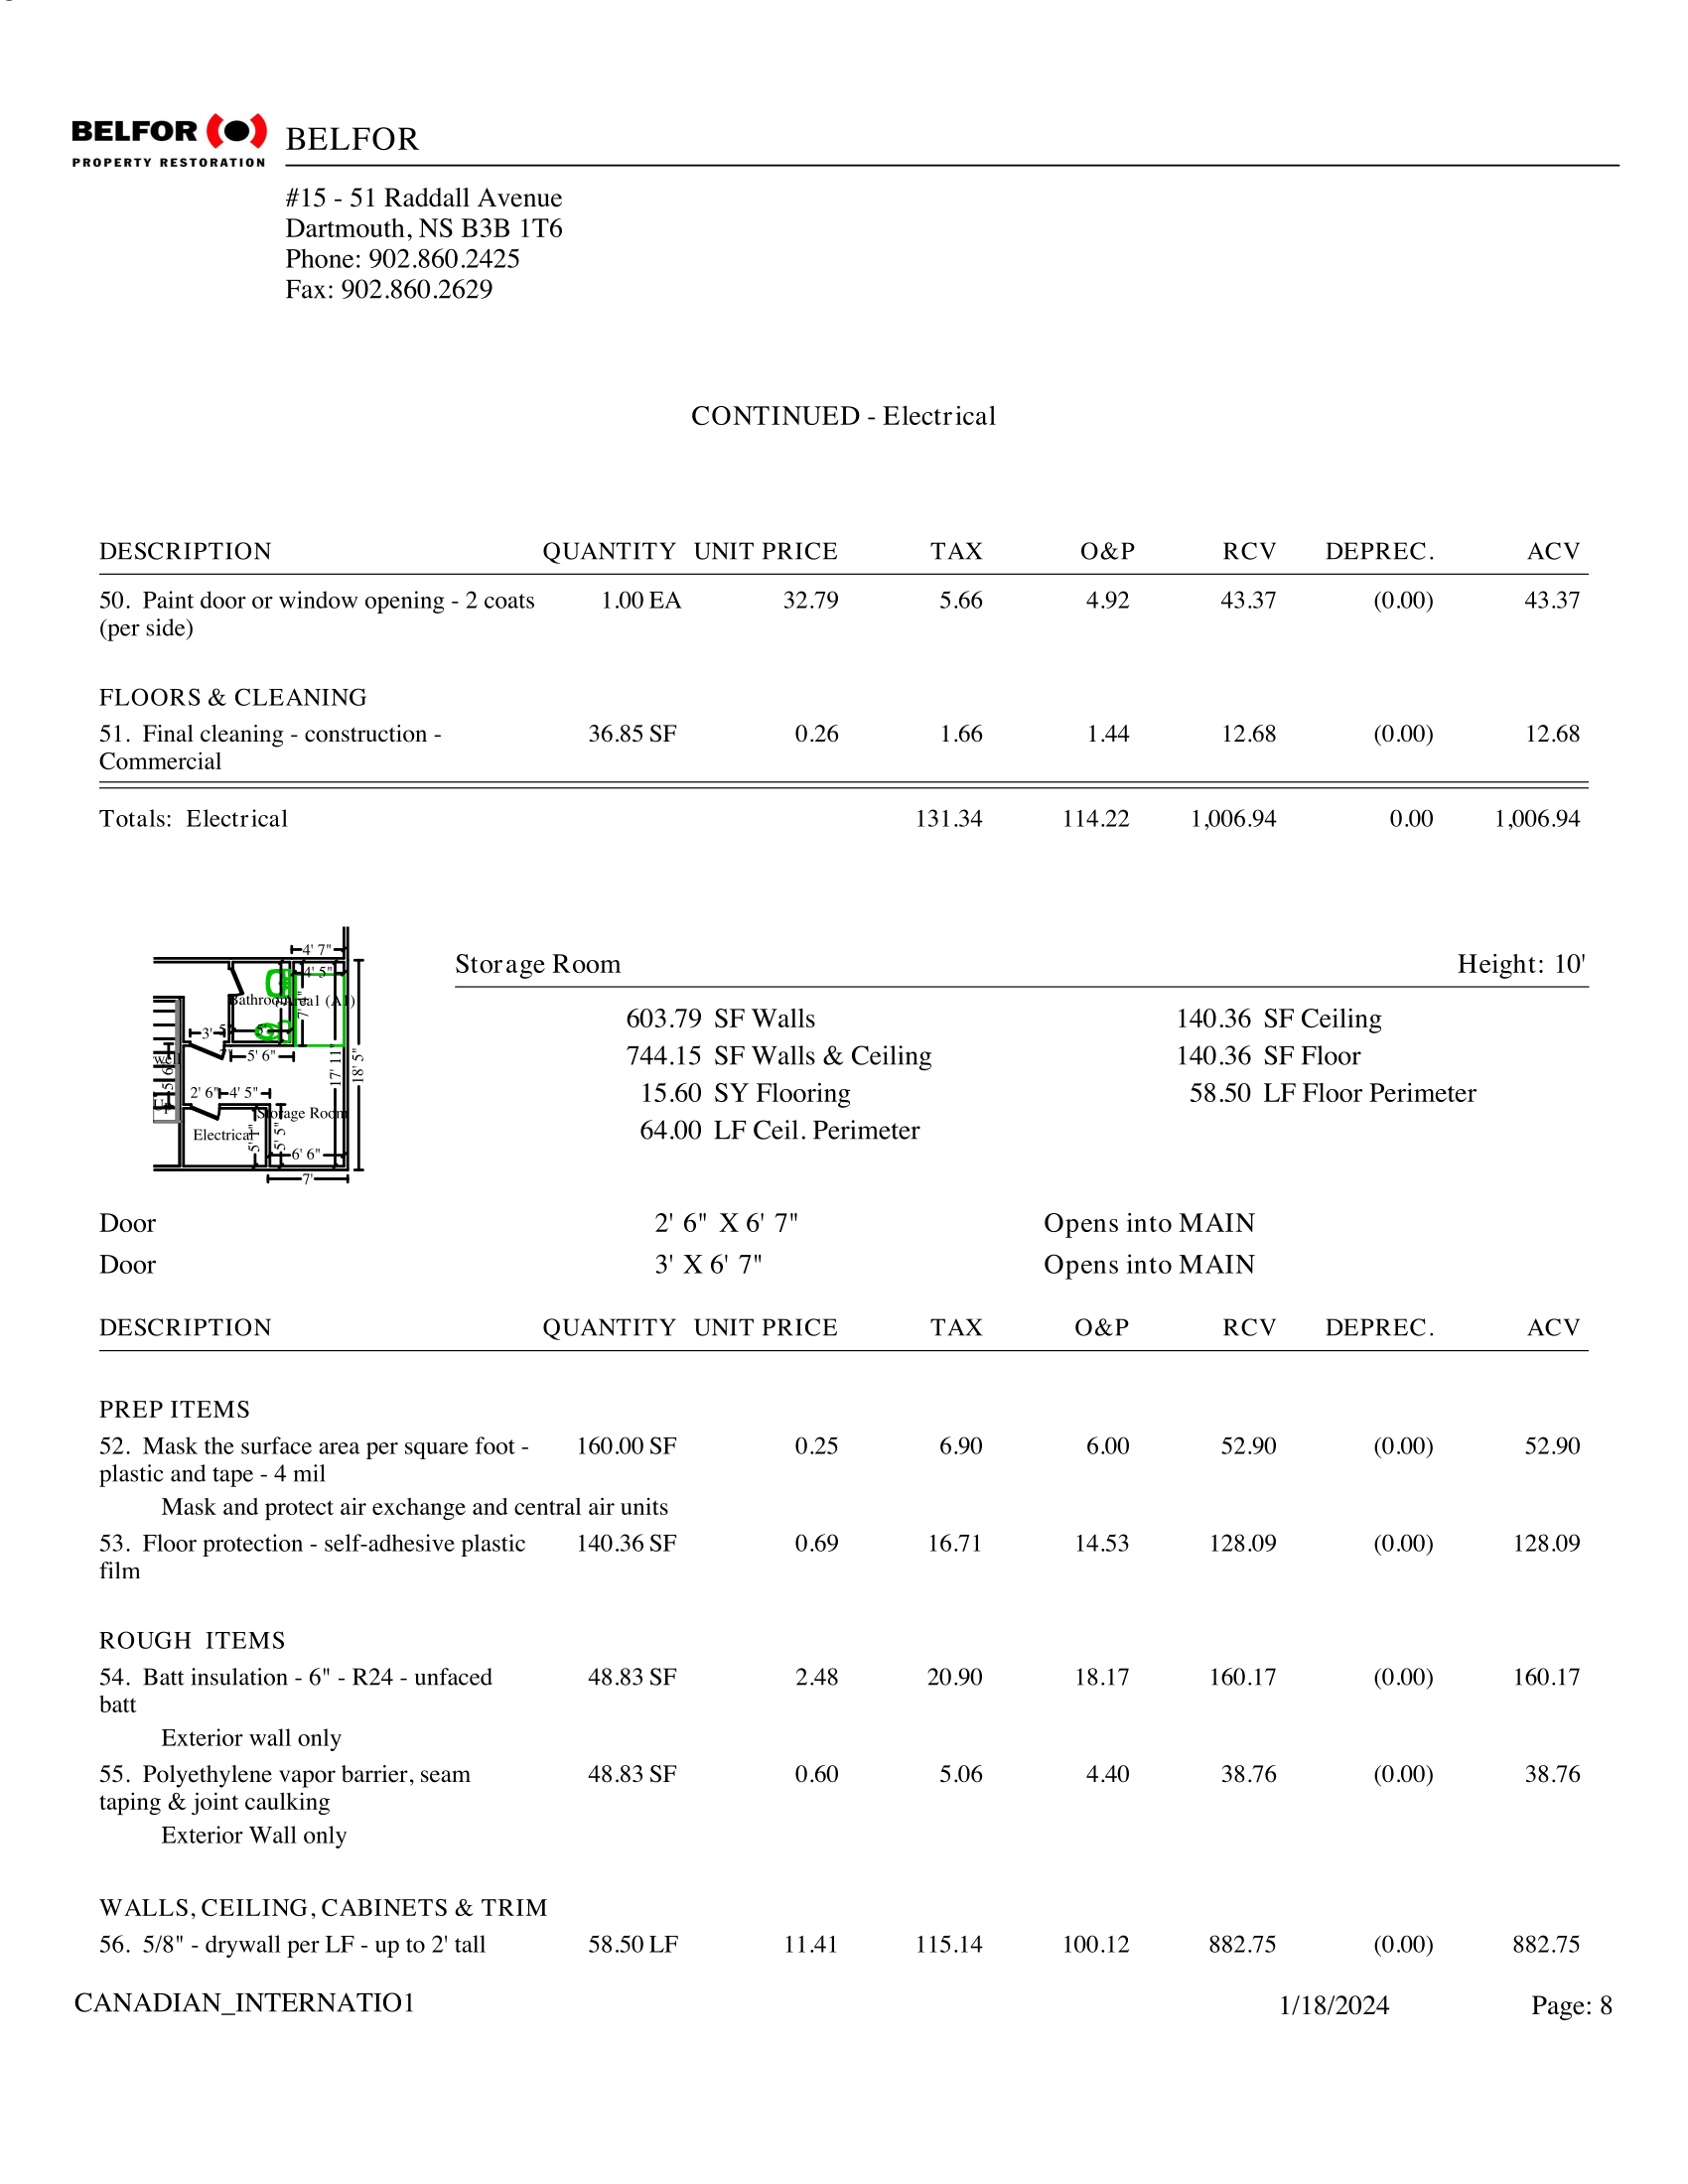 BELFOR
PROPERTY RESTORATION
BELFOR
#15 - 51 Raddall Avenue
Dartmouth, NS B3B 1T6
Phone: 902.860.2425
Fax: 902.860.2629
CONTINUED - Electrical
DESCRIPTION QUANTITY UNIT PRICE TAX O&P RCV DEPREC. ACV
50. Paint door or window opening - 2 coats 1.00 EA 32.79 5.66 4.92 43.37 (0.00) 43.37
(per side)
FLOORS & CLEANING
51. Final cleaning - construction - 36.85 SF 0.26 1.66 1.44 12.68 (0.00) 12.68
Commercial
Totals: Electrical 131.34 114.22 1,006.94 0.00 1,006.94
4' 7"
4' 5"
Bathroom Area1 (A1)
7' 1"
3'
5' 6"
17' 11"
18' 5"
2' 6" 4' 5"
Up
Storage Room
Electrical
5' 1"
5' 5"
6' 6"
7'
Storage Room Height: 10'
603.79 SF Walls 140.36 SF Ceiling
744.15 SF Walls & Ceiling 140.36 SF Floor
15.60 SY Flooring 58.50 LF Floor Perimeter
64.00 LF Ceil. Perimeter
Door 2' 6" X 6' 7" Opens into MAIN
Door 3' X 6' 7" Opens into MAIN
DESCRIPTION QUANTITY UNIT PRICE TAX O&P RCV DEPREC. ACV
PREP ITEMS
52. Mask the surface area per square foot - 160.00 SF 0.25 6.90 6.00 52.90 (0.00) 52.90
plastic and tape - 4 mil
Mask and protect air exchange and central air units
53. Floor protection - self-adhesive plastic 140.36 SF 0.69 16.71 14.53 128.09 (0.00) 128.09
film
ROUGH ITEMS
54. Batt insulation - 6" - R24 - unfaced 48.83 SF 2.48 20.90 18.17 160.17 (0.00) 160.17
batt
Exterior wall only
55. Polyethylene vapor barrier, seam 48.83 SF 0.60 5.06 4.40 38.76 (0.00) 38.76
taping & joint caulking
Exterior Wall only
WALLS, CEILING, CABINETS & TRIM
56. 5/8" - drywall per LF - up to 2' tall 58.50 LF 11.41 115.14 100.12 882.75 (0.00) 882.75
CANADIAN_INTERNATIO1 1/18/2024 Page: 8